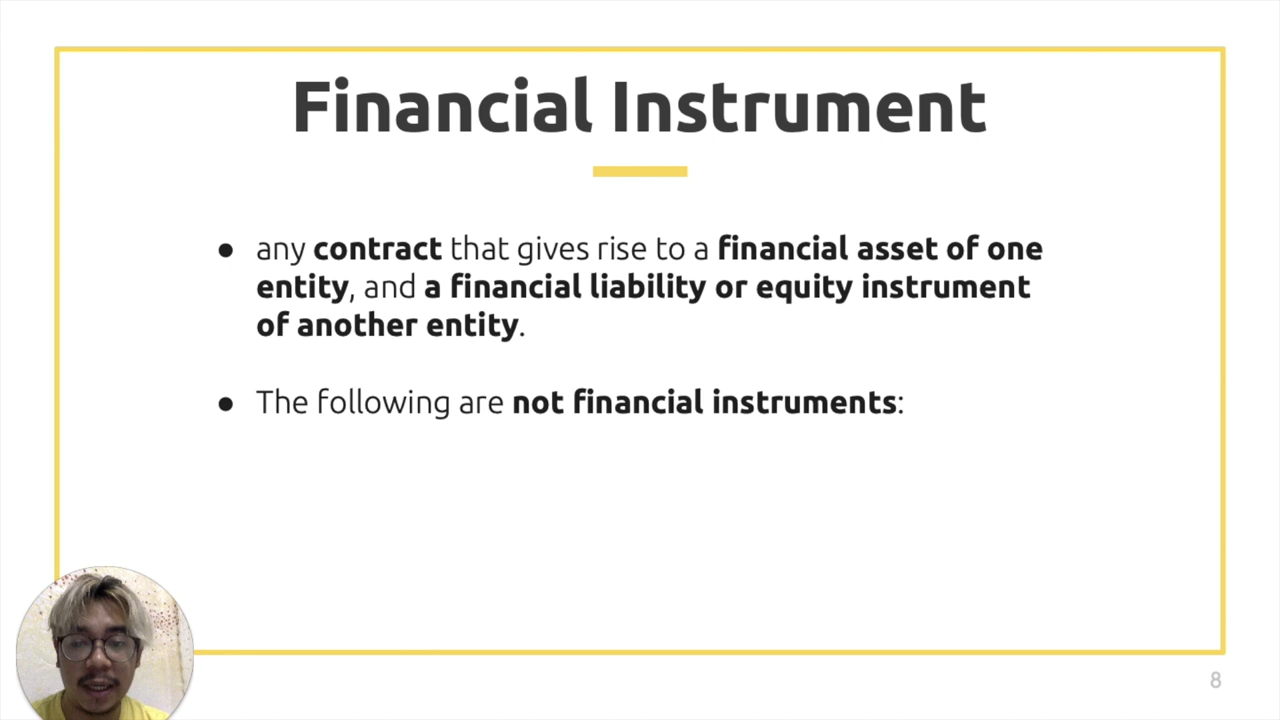 Financial Instrument
● any contract that gives rise to a financial asset of one
entity, and a financial liability or equity instrument
of another entity.
● The following are not financial instruments:
8